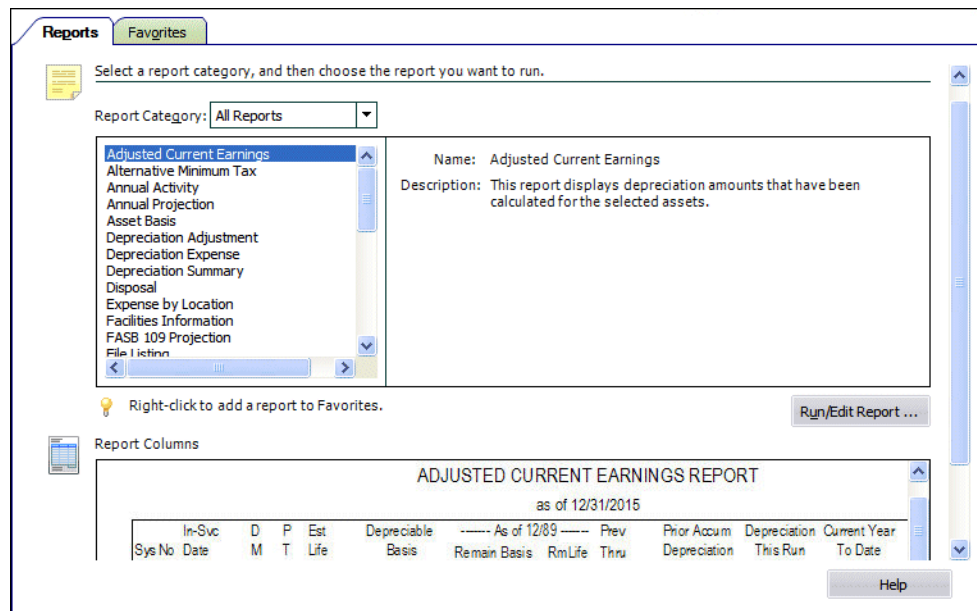 Reports Favorites
Select a report category, and then choose the report you want to run.
Report Category: All Reports
Adjusted Current Earnings
Alternative Minimum Tax
Annual Activity
Annual Projection
Asset Basis
Depreciation Adjustment
Depreciation Expense
Depreciation Summary
Disposal
Expense by Location
Facilities Information
FASB 109 Projection
File Listing
Name: Adjusted Current Earnings
Description: This report displays depreciation amounts that have been
calculated for the selected assets.
Right-click to add a report to Favorites.
Run/Edit Report ...
Report Columns
ADJUSTED CURRENT EARNINGS REPORT
as of 12/31/2015
In-Svc D P Est Depreciable ------- As of 12/89 ------- Prev Prior Accum Depreciation Current Year
Sys No Date M T Life Basis Remain Basis RmLife Thru Depreciation This Run To Date
Help